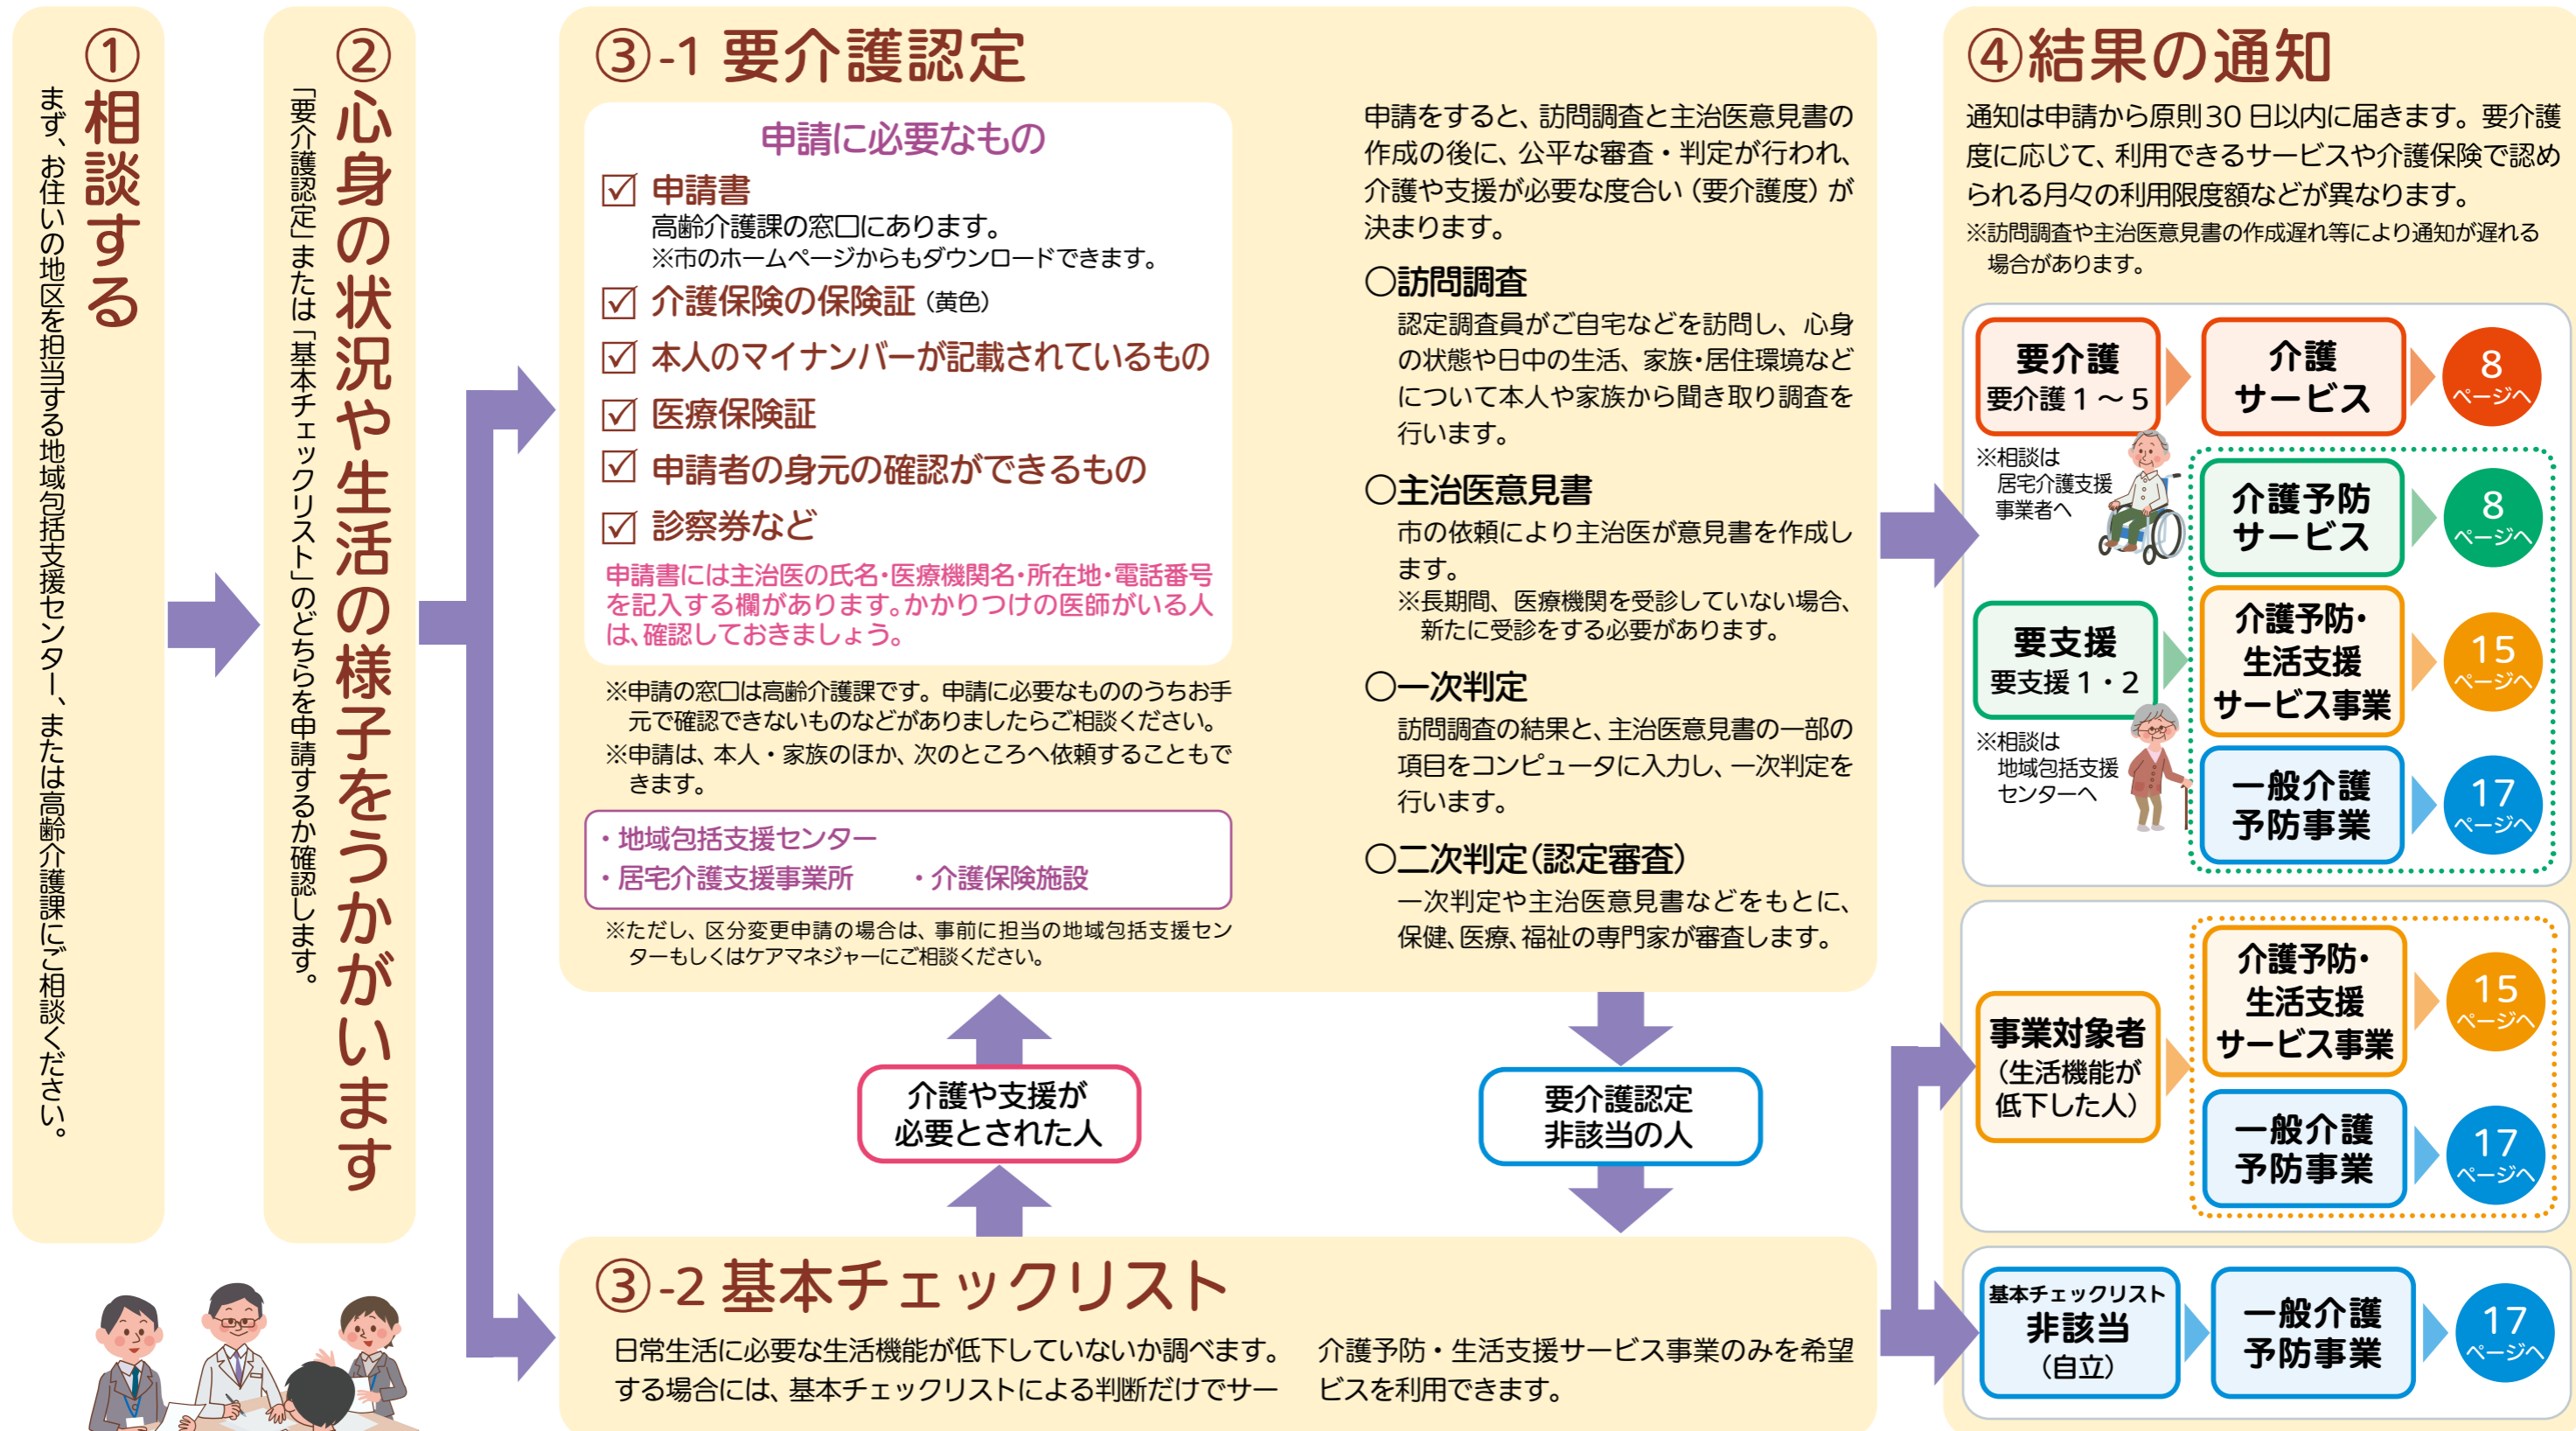 ①相談する
まず、お住いの地区を担当する地域包括支援センター、または高齢介護課にご相談ください。
②心身の状況や生活の様子をうかがいます
「要介護認定」または「基本チェックリスト」のどちらを申請するか確認します。
③-1 要介護認定
申請に必要なもの
申請書
高齢介護課の窓口にあります。
※市のホームページからもダウンロードできます。
介護保険の保険証（黄色）
本人のマイナンバーが記載されているもの
医療保険証
申請者の身元の確認ができるもの
診察券など
申請書には主治医の氏名・医療機関名・所在地・電話番号
を記入する欄があります。かかりつけの医師がいる人
は、確認しておきましょう。
※申請の窓口は高齢介護課です。申請に必要なもののうちお手
元で確認できないものなどがありましたらご相談ください。
※申請は、本人・家族のほか、次のところへ依頼することもで
きます。
・地域包括支援センター
・居宅介護支援事業所　・介護保険施設
※ただし、区分変更申請の場合は、事前に担当の地域包括支援セン
ターもしくはケアマネジャーにご相談ください。
申請をすると、訪問調査と主治医意見書の
作成の後に、公平な審査・判定が行われ、
介護や支援が必要な度合い（要介護度）が
決まります。
○訪問調査
認定調査員がご自宅などを訪問し、心身
の状態や日中の生活、家族・居住環境など
について本人や家族から聞き取り調査を
行います。
○主治医意見書
市の依頼により主治医が意見書を作成し
ます。
※長期間、医療機関を受診していない場合、
新たに受診をする必要があります。
○一次判定
訪問調査の結果と、主治医意見書の一部の
項目をコンピュータに入力し、一次判定を
行います。
○二次判定（認定審査）
一次判定や主治医意見書などをもとに、
保健、医療、福祉の専門家が審査します。
介護や支援が
必要とされた人
要介護認定
非該当の人
③-2 基本チェックリスト
日常生活に必要な生活機能が低下していないか調べます。　介護予防・生活支援サービス事業のみを希望
する場合には、基本チェックリストによる判断だけでサー　ビスを利用できます。
④結果の通知
通知は申請から原則30 日以内に届きます。要介護
度に応じて、利用できるサービスや介護保険で認め
られる月々の利用限度額などが異なります。
※訪問調査や主治医意見書の作成遅れ等により通知が遅れる
場合があります。
要介護
要介護１～５
介護
サービス
8
ページへ
※相談は
居宅介護支援
事業者へ
介護予防
サービス
8
ページへ
要支援
要支援１・２
介護予防・
生活支援
サービス事業
15
ページへ
※相談は
地域包括支援
センターへ
一般介護
予防事業
17
ページへ
事業対象者
（生活機能が
低下した人）
介護予防・
生活支援
サービス事業
15
ページへ
一般介護
予防事業
17
ページへ
基本チェックリスト
非該当
（自立）
一般介護
予防事業
17
ページへ